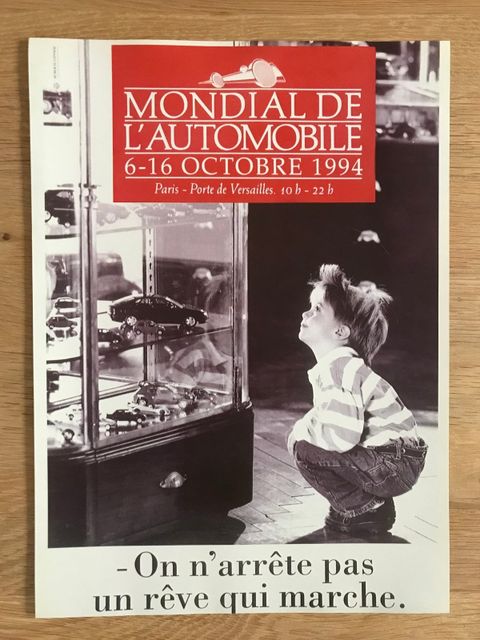 MONDIAL DE
L'AUTOMOBILE
6-16 OCTOBRE 1994
Paris - Porte de Versailles. 10 h - 22 h
- On n'arrête pas
un rêve qui marche.